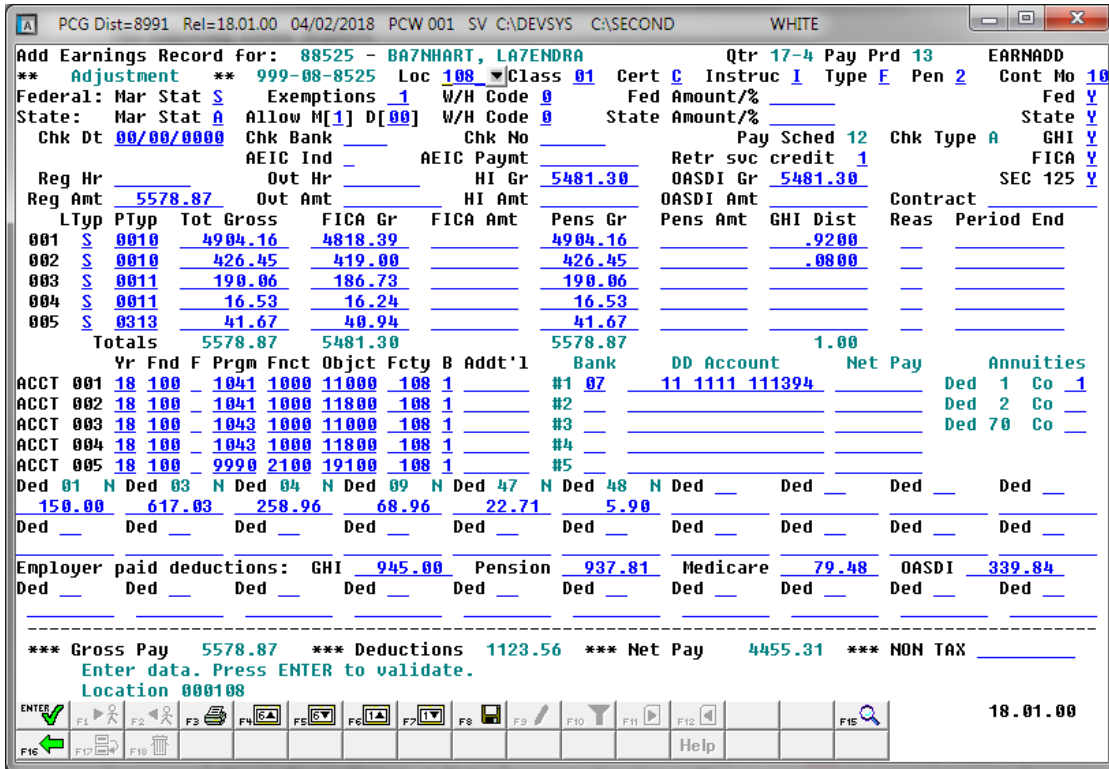 PCG Dist=8991 Rel=18.01.00 04/02/2018 PCW 001 SV C:\DEVSYS C:\SECOND WHITE
Add Earnings Record for: 88525 - BA7NHART, LA7ENDRA Qtr 17-4 Pay Prd 13 EARNADD
** Adjustment ** 999-08-8525 Loc 108 Class 01 Cert C Instruc I Type F Pen 2 Cont Mo 10
Federal: Mar Stat S Exemptions 1 W/H Code 0 Fed Amount/% Fed Y
State: Mar Stat A Allow M[1] D[00] W/H Code 0 State Amount/% State Y
Chk Dt 00/00/0000 Chk Bank Chk No Pay Sched 12 Chk Type A GHI Y
AEIC Ind AEIC Paymt Retr svc credit 1 FICA Y
Reg Hr Ovt Hr HI Gr 5481.30 OASDI Gr 5481.30 SEC 125 Y
Reg Amt 5578.87 Ovt Amt HI Amt OASDI Amt Contract
LTyp PTyp Tot Gross FICA Gr FICA Amt Pens Gr Pens Amt GHI Dist Reas Period End
001 S 0010 4904.16 4818.39 4904.16 .9200
002 S 0010 426.45 419.00 426.45 .0800
003 S 0011 190.06 186.73 190.06
004 S 0011 16.53 16.24 16.53
005 S 0313 41.67 40.94 41.67
Totals 5578.87 5481.30 5578.87 1.00
Yr Fnd F Prgm Fnct Objct Fcty B Addt'l Bank DD Account Net Pay Annuities
ACCT 001 18 100 1041 1000 11000 108 1 #1 07 11 1111 111394 Ded 1 Co 1
ACCT 002 18 100 1041 1000 11800 108 1 #2 Ded 2 Co
ACCT 003 18 100 1043 1000 11000 108 1 #3 Ded 70 Co
ACCT 004 18 100 1043 1000 11800 108 1 #4
ACCT 005 18 100 9990 2100 19100 108 1 #5
Ded 01 N Ded 03 N Ded 04 N Ded 09 N Ded 47 N Ded 48 N Ded Ded Ded Ded
150.00 617.03 258.96 68.96 22.71 5.90
Ded Ded Ded Ded Ded Ded Ded Ded Ded Ded
Employer paid deductions: GHI 945.00 Pension 937.81 Medicare 79.48 OASDI 339.84
Ded Ded Ded Ded Ded Ded Ded Ded Ded Ded
*** Gross Pay 5578.87 *** Deductions 1123.56 *** Net Pay 4455.31 *** NON TAX
Enter data. Press ENTER to validate.
Location 000108
ENTER F1 F2 F3 F4 6 F5 6 F6 1 F7 1 F8 F9 F10 F11 F12 F15 18.01.00
F16 F17 F18 Help